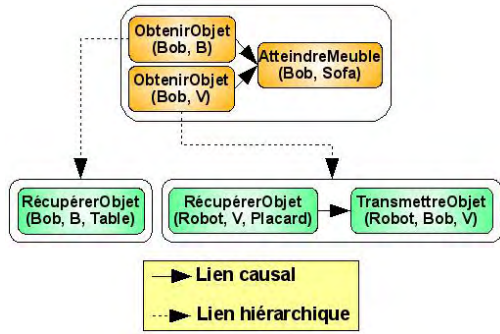 ObtenirObjet
(Bob, B)
AtteindreMeuble
(Bob, Sofa)
ObtenirObjet
(Bob, V)
RécupérerObjet
(Bob, B, Table)
RécupérerObjet
(Robot, V, Placard)
TransmettreObjet
(Robot, Bob, V)
Lien causal
Lien hiérarchique